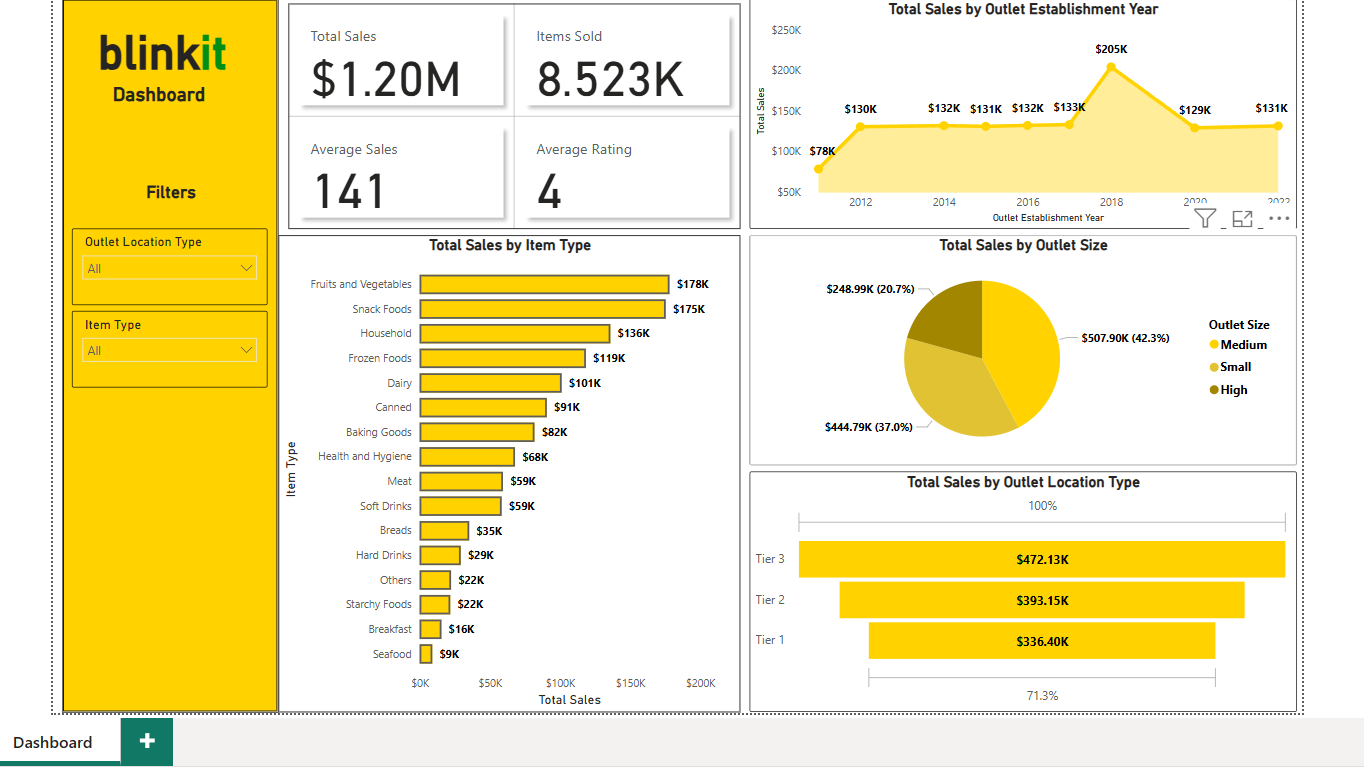 blinkit
Dashboard
Filters
Outlet Location Type
All
Item Type
All
Total Sales
$1.20M
Items Sold
8.523K
Average Sales
141
Average Rating
4
Total Sales by Outlet Establishment Year
Total Sales
$250K
$200K
$150K
$100K
$50K
$78K
$130K
$132K
$131K
$132K
$133K
$205K
$129K
$131K
2012
2014
2016
2018
2020
2022
Outlet Establishment Year
Total Sales by Item Type
Item Type
Fruits and Vegetables $178K
Snack Foods $175K
Household $136K
Frozen Foods $119K
Dairy $101K
Canned $91K
Baking Goods $82K
Health and Hygiene $68K
Meat $59K
Soft Drinks $59K
Breads $35K
Hard Drinks $29K
Others $22K
Starchy Foods $22K
Breakfast $16K
Seafood $9K
$0K $50K $100K $150K $200K
Total Sales
Total Sales by Outlet Size
$248.99K (20.7%)
$507.90K (42.3%)
$444.79K (37.0%)
Outlet Size
Medium
Small
High
Total Sales by Outlet Location Type
100%
Tier 3 $472.13K
Tier 2 $393.15K
Tier 1 $336.40K
71.3%
Dashboard